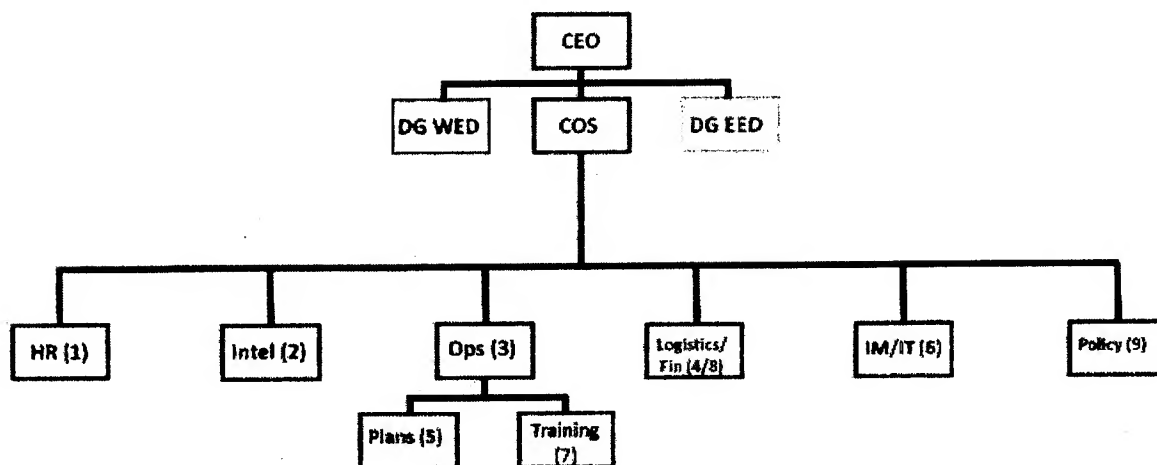 CEO
DG WED
COS
DG EED
HR (1)
Intel (2)
Ops (3)
Logistics/
Fin (4/8)
IM/IT (6)
Policy (9)
Plans (5)
Training
(7)